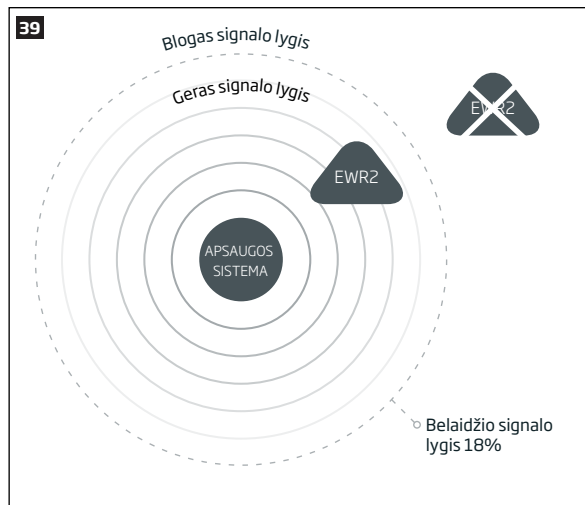 39
Blogas signalo lygis
Geras signalo lygis
EWR2
EWR2
APSAUGOS
SISTEMA
Belaidžio signalo
lygis 18%